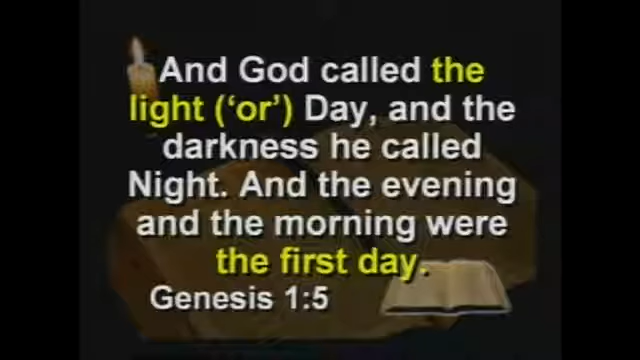 And God called the
light (‘or’) Day, and the
darkness he called
Night. And the evening
and the morning were
the first day.
Genesis 1:5